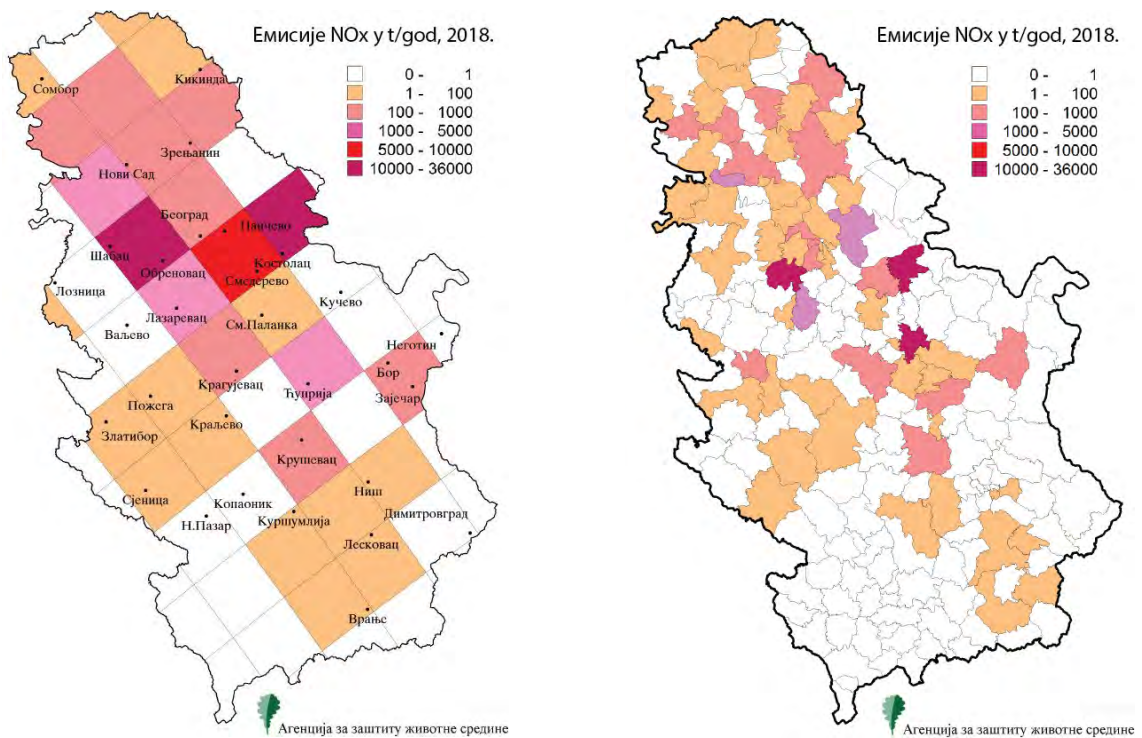 Емисије NOx у t/god, 2018.
0 - 1
1 - 100
100 - 1000
1000 - 5000
5000 - 10000
10000 - 36000
Сомбор
Кикинда
Зрењанин
Нови Сад
Београд
Панчево
Шабац
Обреновац
Костолац
Смедерево
Лозница
Кучево
Лазаревац
Ваљево
См.Паланка
Неготин
Бор
Крагујевац
Ћуприја
Зајечар
Пожега
Златибор
Краљево
Крушевац
Сјеница
Копаоник
Ниш
Н.Пазар
Куршумлија
Димитровград
Лесковац
Врање
Агенција за заштиту животне средине
Емисије NOx у t/god, 2018.
0 - 1
1 - 100
100 - 1000
1000 - 5000
5000 - 10000
10000 - 36000
Агенција за заштиту животне средине